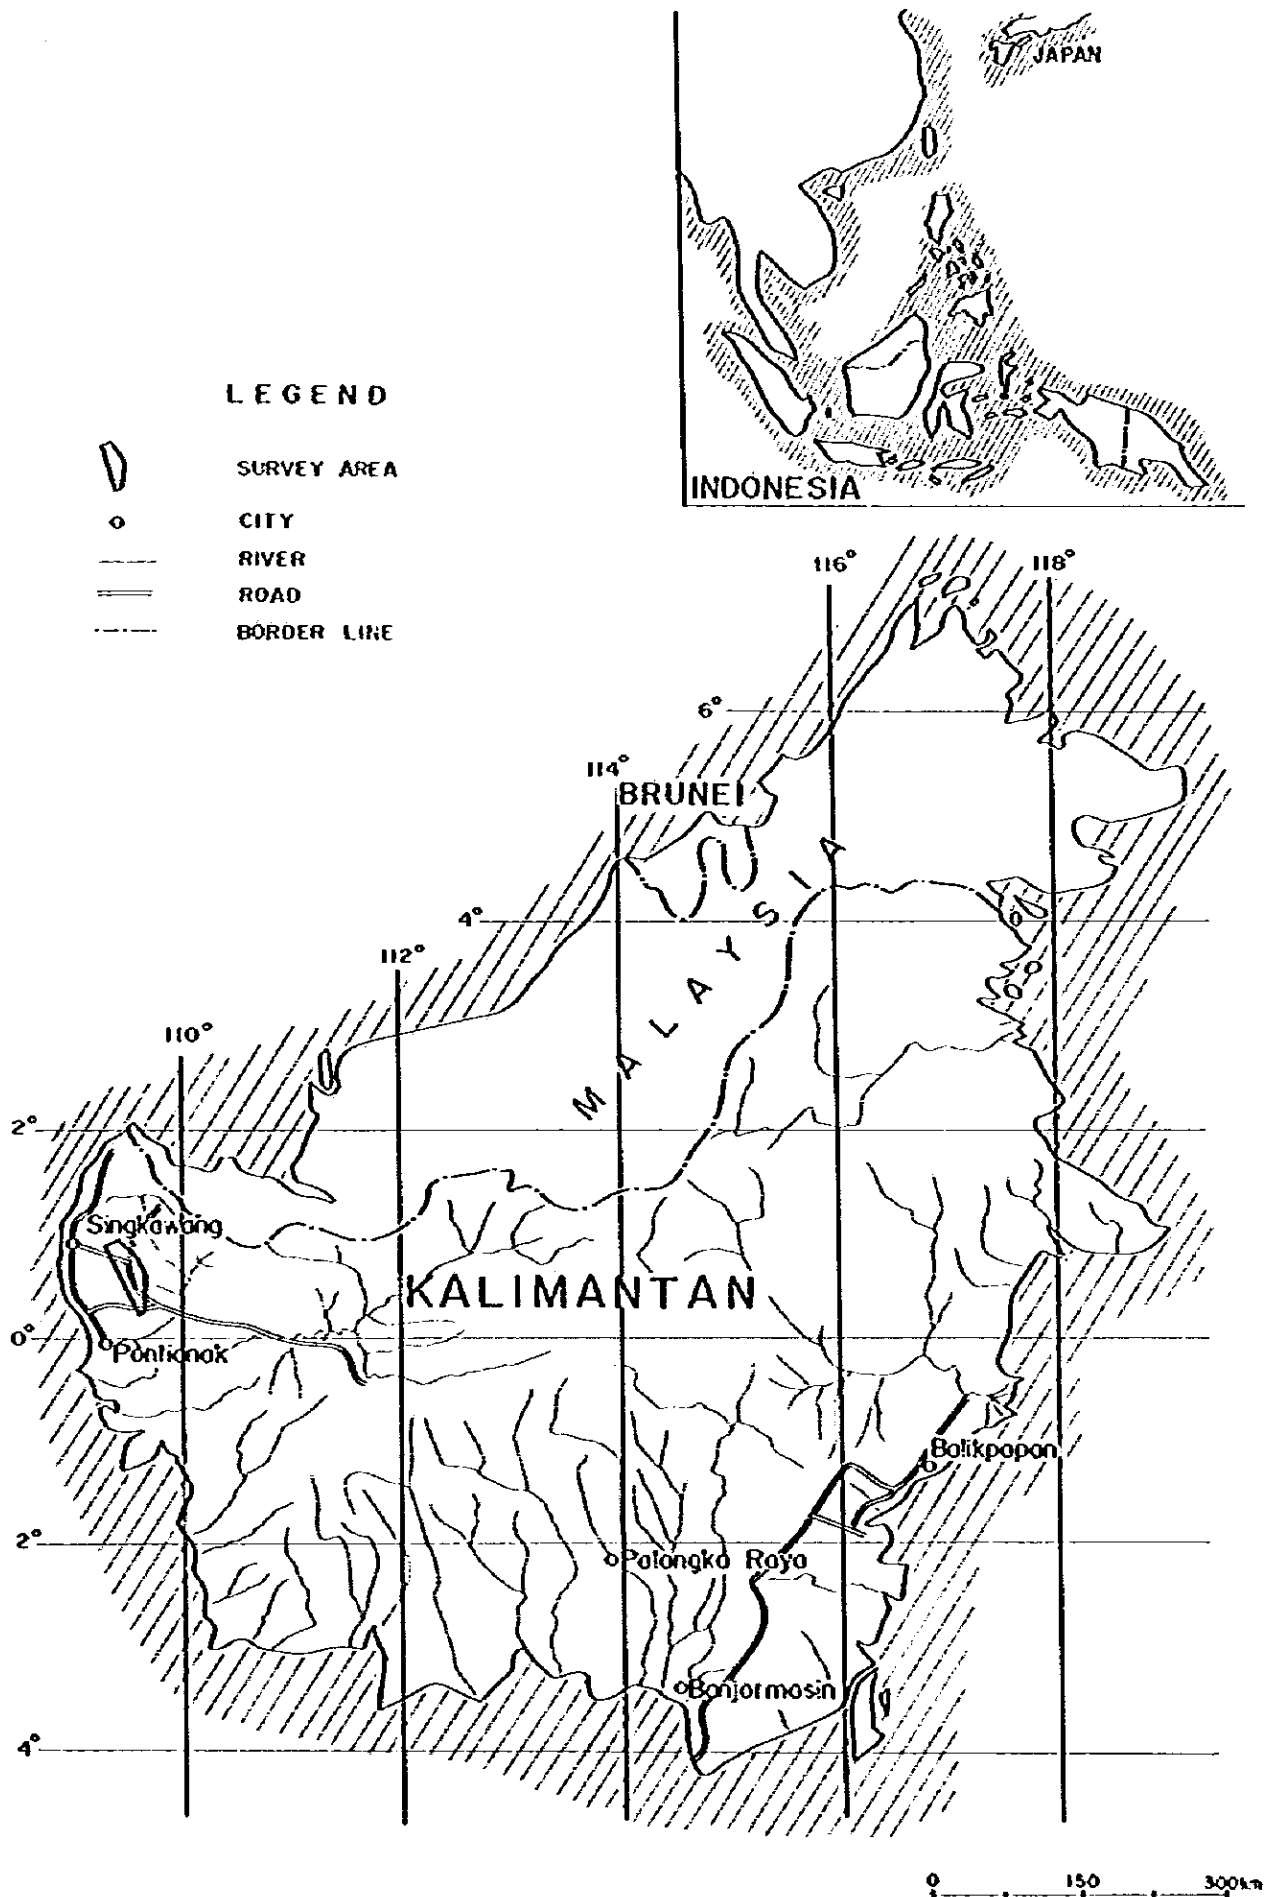 JAPAN
INDONESIA
LEGEND
SURVEY AREA
CITY
RIVER
ROAD
BORDER LINE
116°
118°
6°
114°
BRUNEI
MALAYSIA
4°
112°
110°
2°
Singkawang
KALIMANTAN
0°
Pontianak
Balikpapan
2°
Palangka Raya
Banjarmasin
4°
0 150 300km